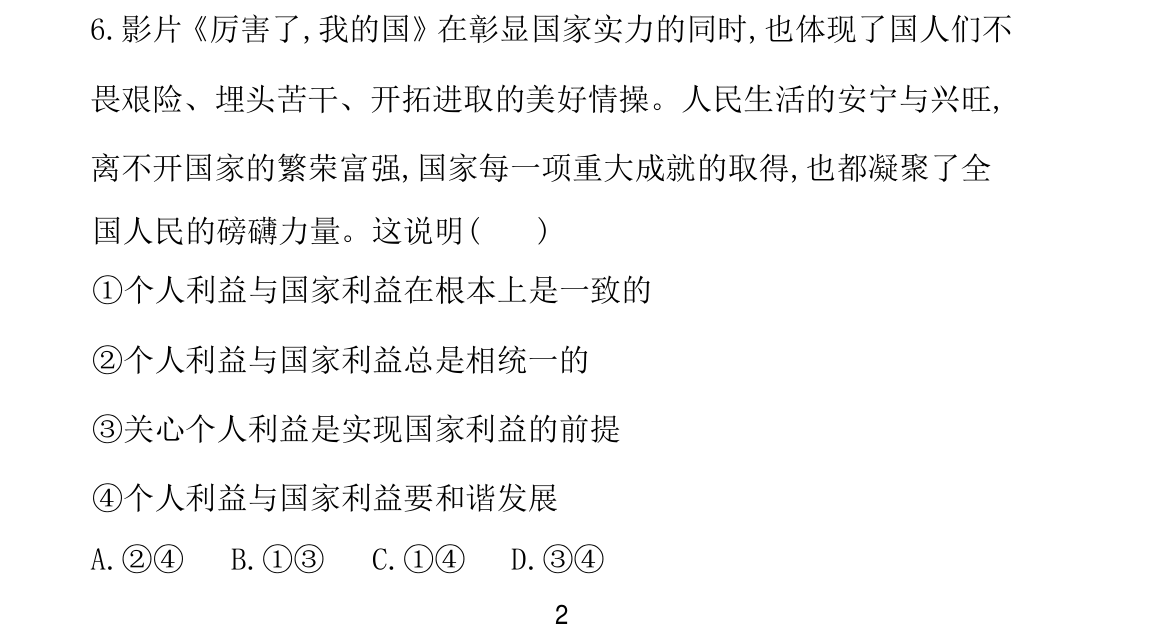 6.影片《厉害了,我的国》在彰显国家实力的同时,也体现了国人们不
畏艰险、埋头苦干、开拓进取的美好情操。人民生活的安宁与兴旺,
离不开国家的繁荣富强,国家每一项重大成就的取得,也都凝聚了全
国人民的磅礴力量。这说明(　　)
①个人利益与国家利益在根本上是一致的
②个人利益与国家利益总是相统一的
③关心个人利益是实现国家利益的前提
④个人利益与国家利益要和谐发展
A.②④　B.①③　C.①④　D.③④
2